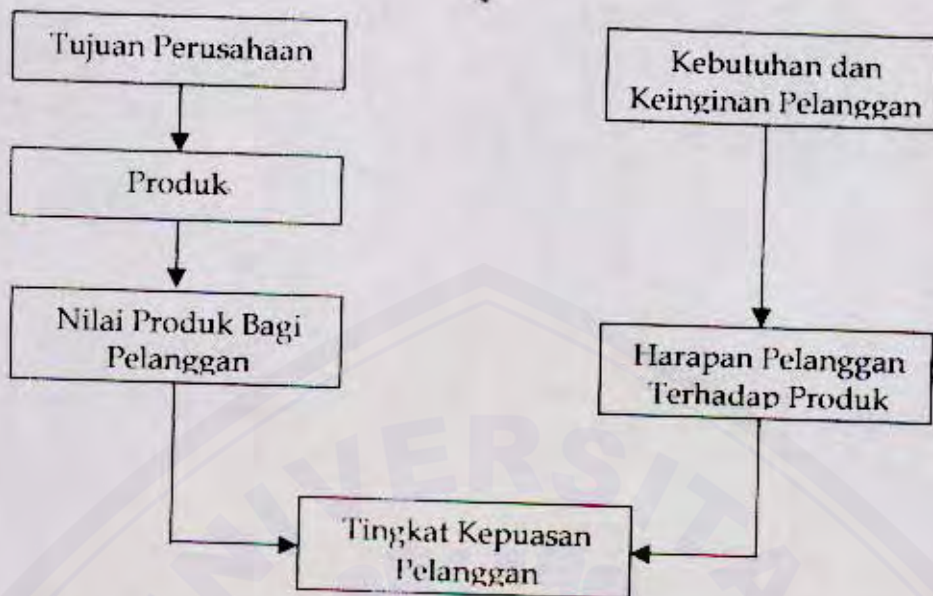 Tujuan Perusahaan
Produk
Nilai Produk Bagi
Pelanggan
Kebutuhan dan
Keinginan Pelanggan
Harapan Pelanggan
Terhadap Produk
Tingkat Kepuasan
Pelanggan